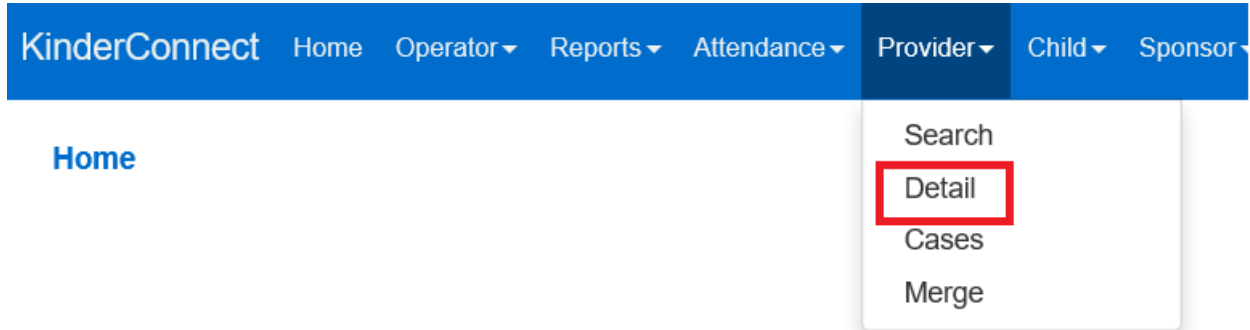 KinderConnect Home Operator Reports Attendance Provider Child Sponsor
Home
Search
Detail
Cases
Merge